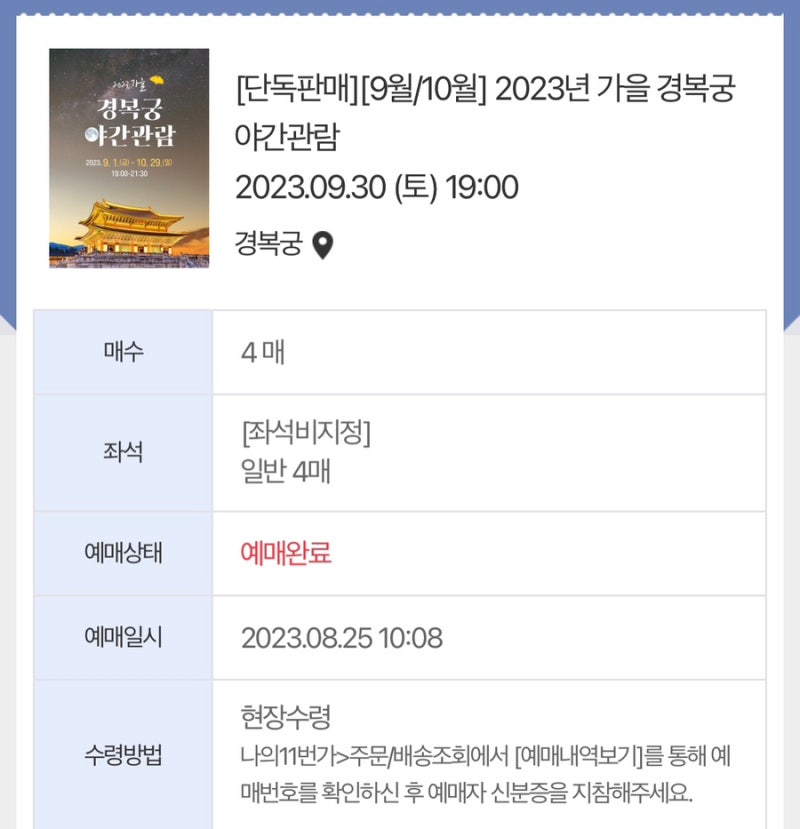 2023 가을
경복궁
야간관람
2023. 9. 1.(금) - 10. 29.(일)
19:00-21:30
[단독판매][9월/10월] 2023년 가을 경복궁
야간관람
2023.09.30 (토) 19:00
경복궁
매수
4 매
좌석
[좌석비지정]
일반 4매
예매상태
예매완료
예매일시
2023.08.25 10:08
수령방법
현장수령
나의11번가>주문/배송조회에서 [예매내역보기]를 통해 예
매번호를 확인하신 후 예매자 신분증을 지참해주세요.